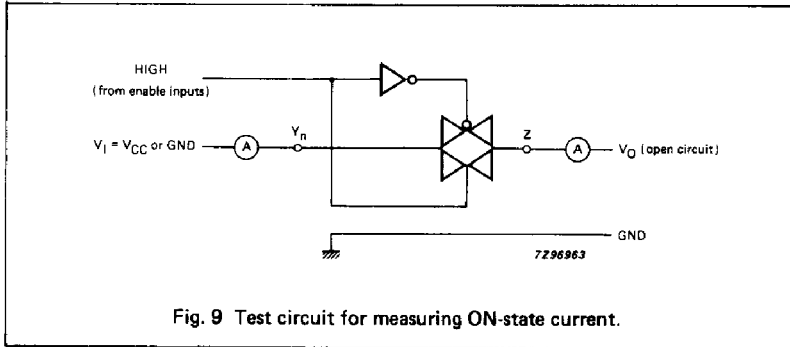 HIGH
(from enable inputs)
V_I = V_CC or GND
A
Y_n
Z
A
V_O (open circuit)
GND
7Z96963
Fig. 9 Test circuit for measuring ON-state current.